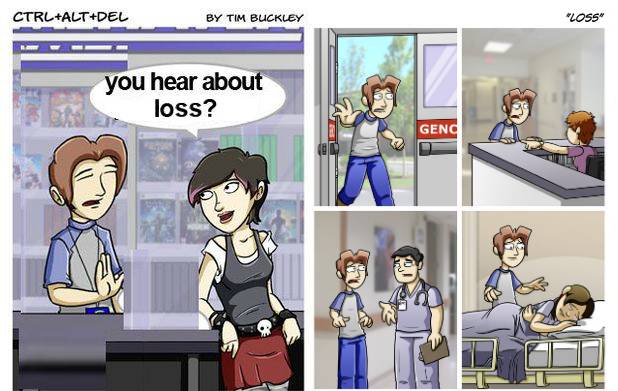 CTRL+ALT+DEL
BY TIM BUCKLEY
"LOSS"
you hear about
loss?
GENC